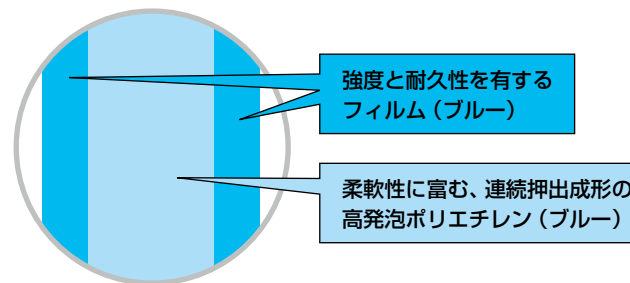 強度と耐久性を有する
フィルム（ブルー）
柔軟性に富む、連続押出成形の
高発泡ポリエチレン（ブルー）